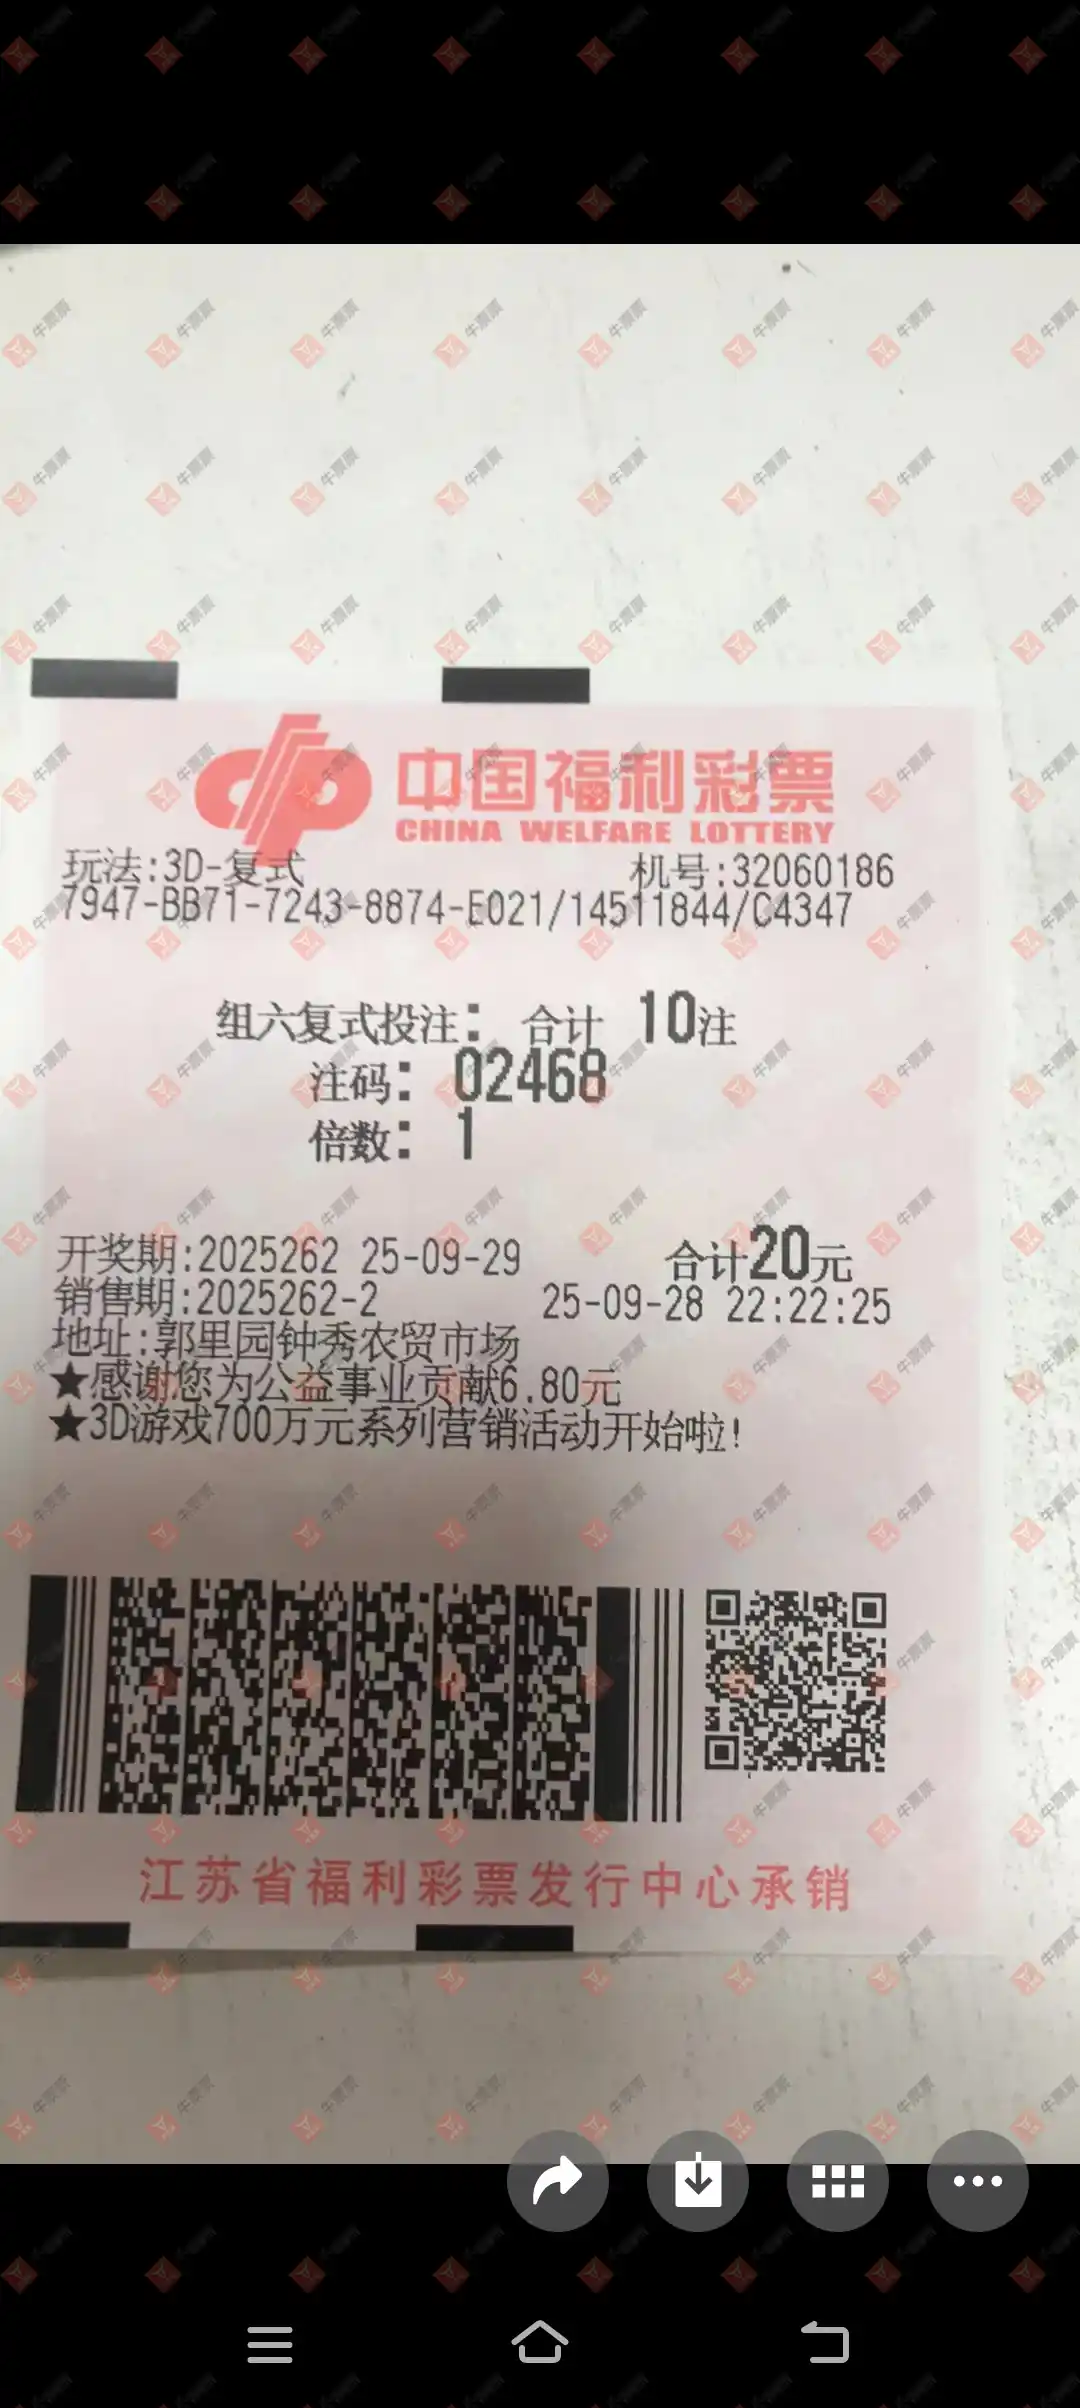 中国福利彩票
CHINA WELFARE LOTTERY
玩法:3D-复式 机号:32060186
7947-BB71-7243-8874-E021/14511844/C4347
组六复式投注: 合计 10注
注码: 02468
倍数: 1
开奖期:2025262 25-09-29 合计20元
销售期:2025262-2 25-09-28 22:22:25
地址:郭里园钟秀农贸市场
★感谢您为公益事业贡献6.80元
★3D游戏700万元系列营销活动开始啦!
江苏省福利彩票发行中心承销
牛票票